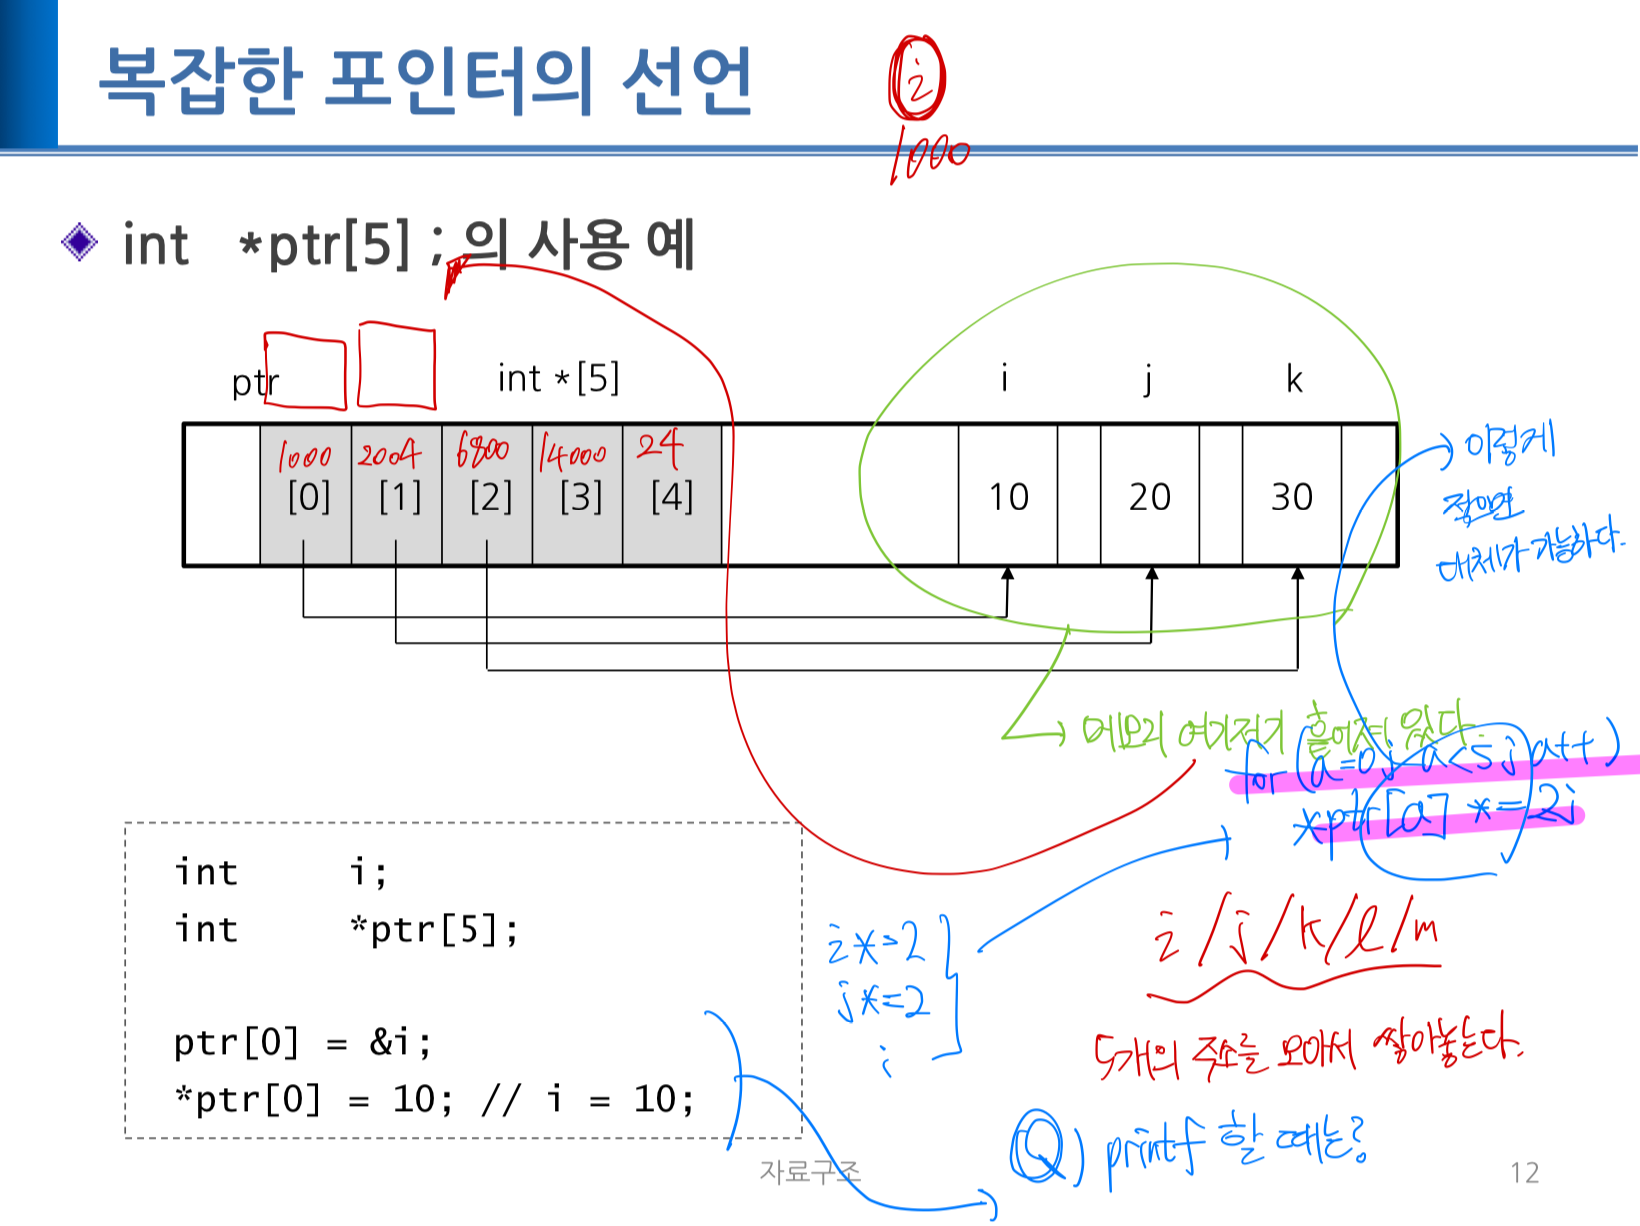 복잡한 포인터의 선언
i
1000
int *ptr[5] ; 의 사용 예
ptr int *[5] i j k
1000 2004 6800 14000 24
[0] [1] [2] [3] [4] 10 20 30
이렇게
적으면
대체가 가능하다.
메모리 여기저기 흩어져 있다.
for (a=0; a<5; a++)
*ptr[a] *= 2;
int i;
int *ptr[5];
ptr[0] = &i;
*ptr[0] = 10; // i = 10;
i*=2
j*=2
i
i/j/k/l/m
5개의 주소를 모아서 쌓아놓는다.
Q) printf 할 때는?
자료구조
12